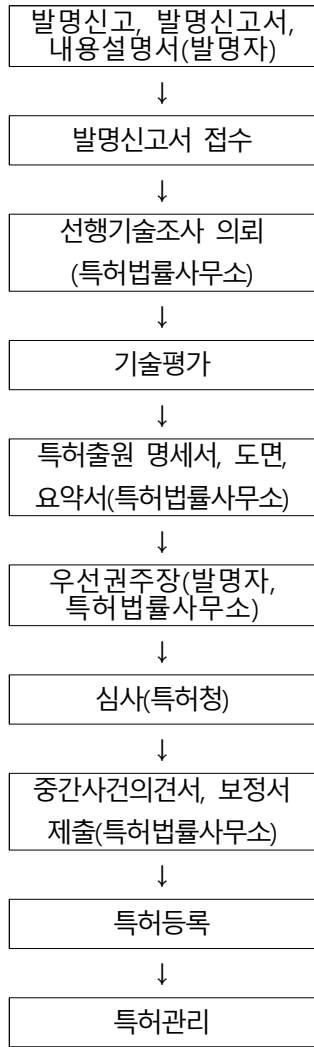 발명신고, 발명신고서,
내용설명서(발명자)
↓
발명신고서 접수
↓
선행기술조사 의뢰
(특허법률사무소)
↓
기술평가
↓
특허출원 명세서, 도면,
요약서(특허법률사무소)
↓
우선권주장(발명자,
특허법률사무소)
↓
심사(특허청)
↓
중간사건의견서, 보정서
제출(특허법률사무소)
↓
특허등록
↓
특허관리